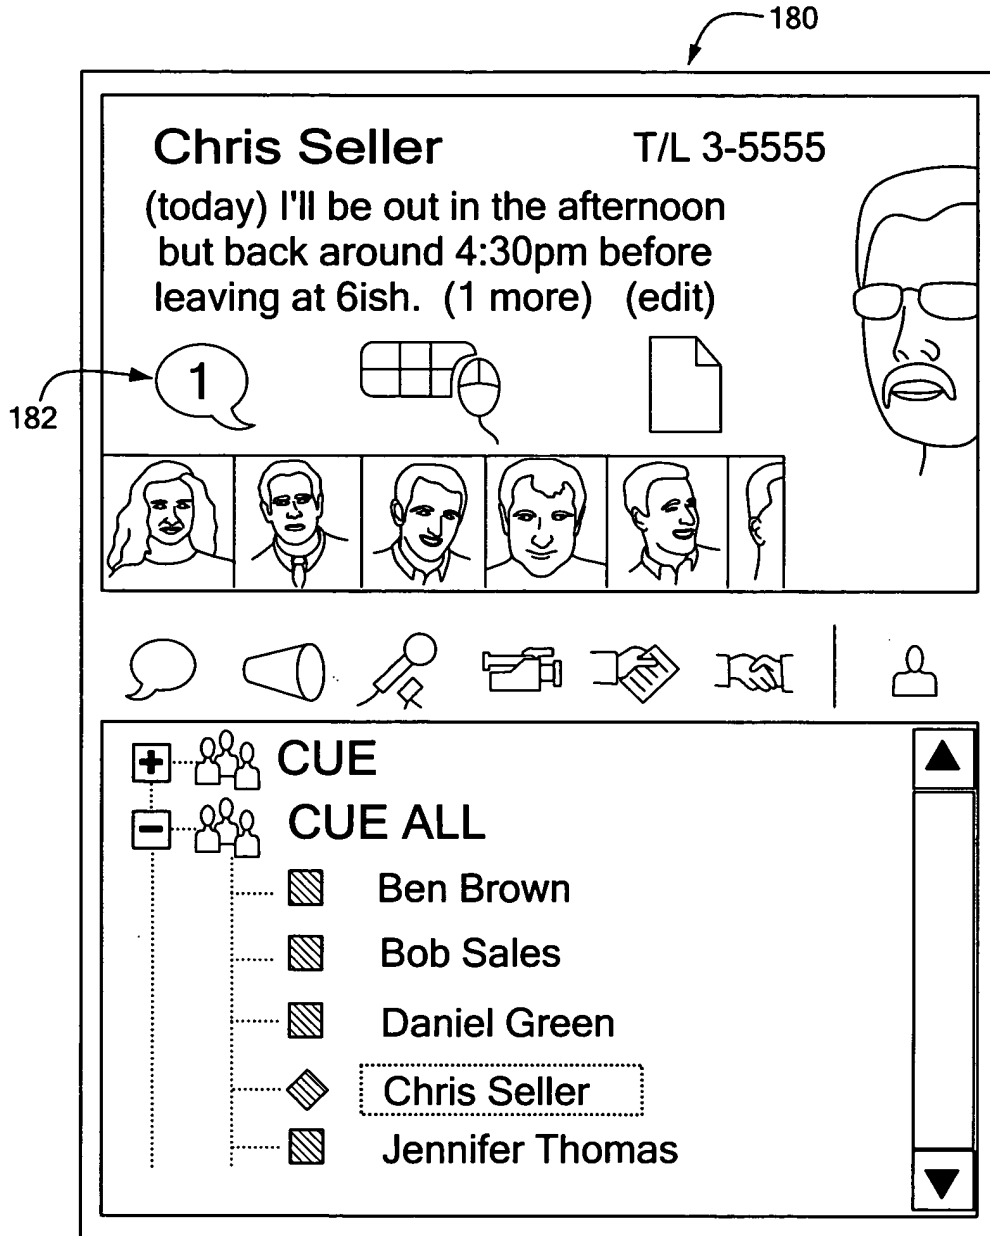 180
Chris Seller T/L 3-5555
(today) I'll be out in the afternoon
but back around 4:30pm before
leaving at 6ish. (1 more) (edit)
1
182
CUE
CUE ALL
Ben Brown
Bob Sales
Daniel Green
Chris Seller
Jennifer Thomas